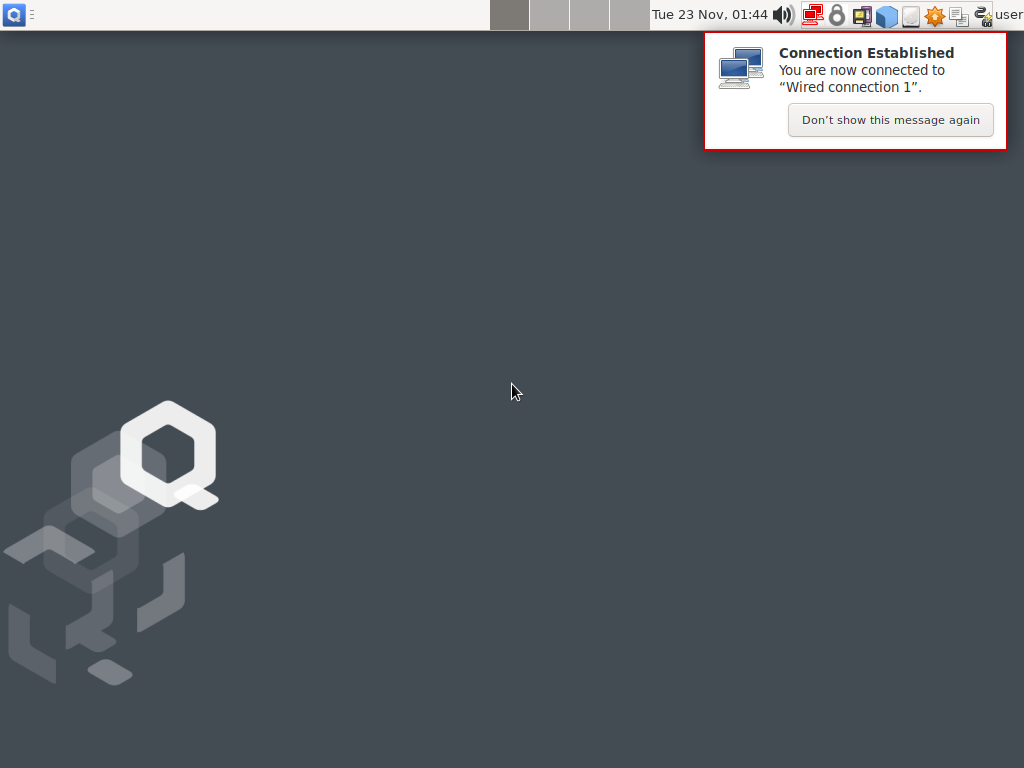 Tue 23 Nov, 01:44
user
Connection Established
You are now connected to
“Wired connection 1”.
Don’t show this message again